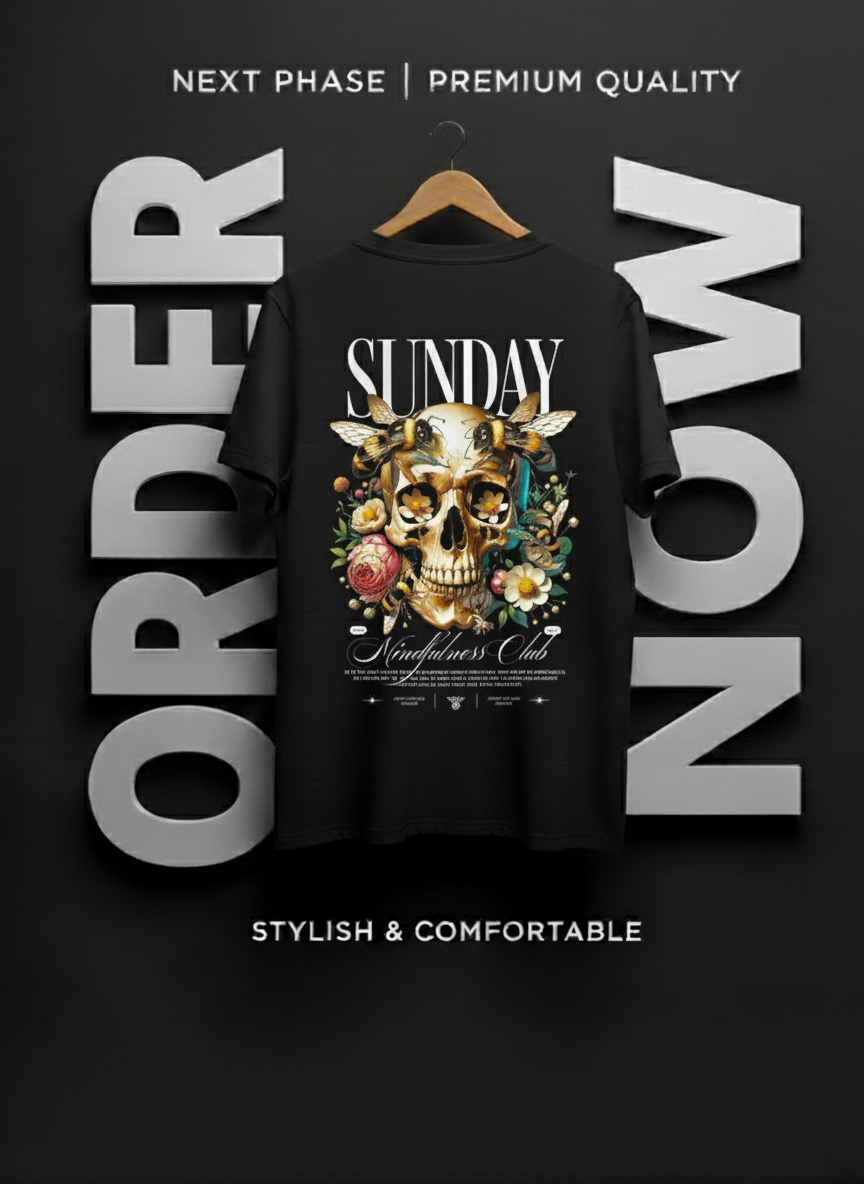 NEXT PHASE | PREMIUM QUALITY
ORDER
NOW
SUNDAY
Mindfulness Club
STYLISH & COMFORTABLE